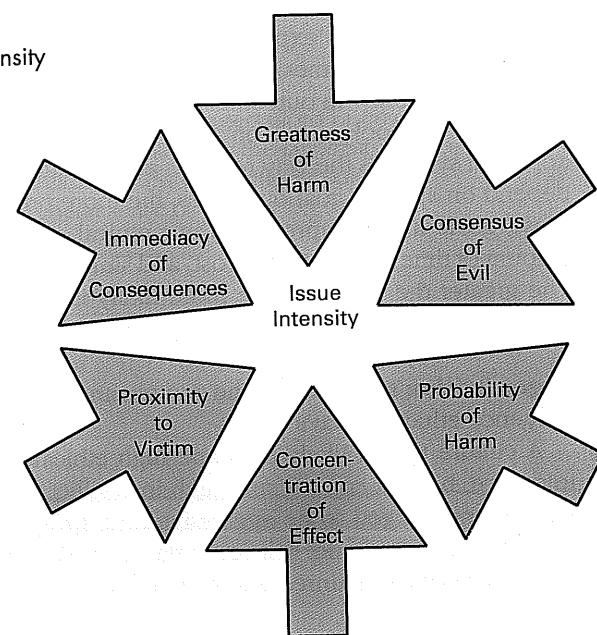 nsity
Greatness
of
Harm
Consensus
of
Evil
Immediacy
of
Consequences
Issue
Intensity
Proximity
to
Victim
Probability
of
Harm
Concen-
tration
of
Effect